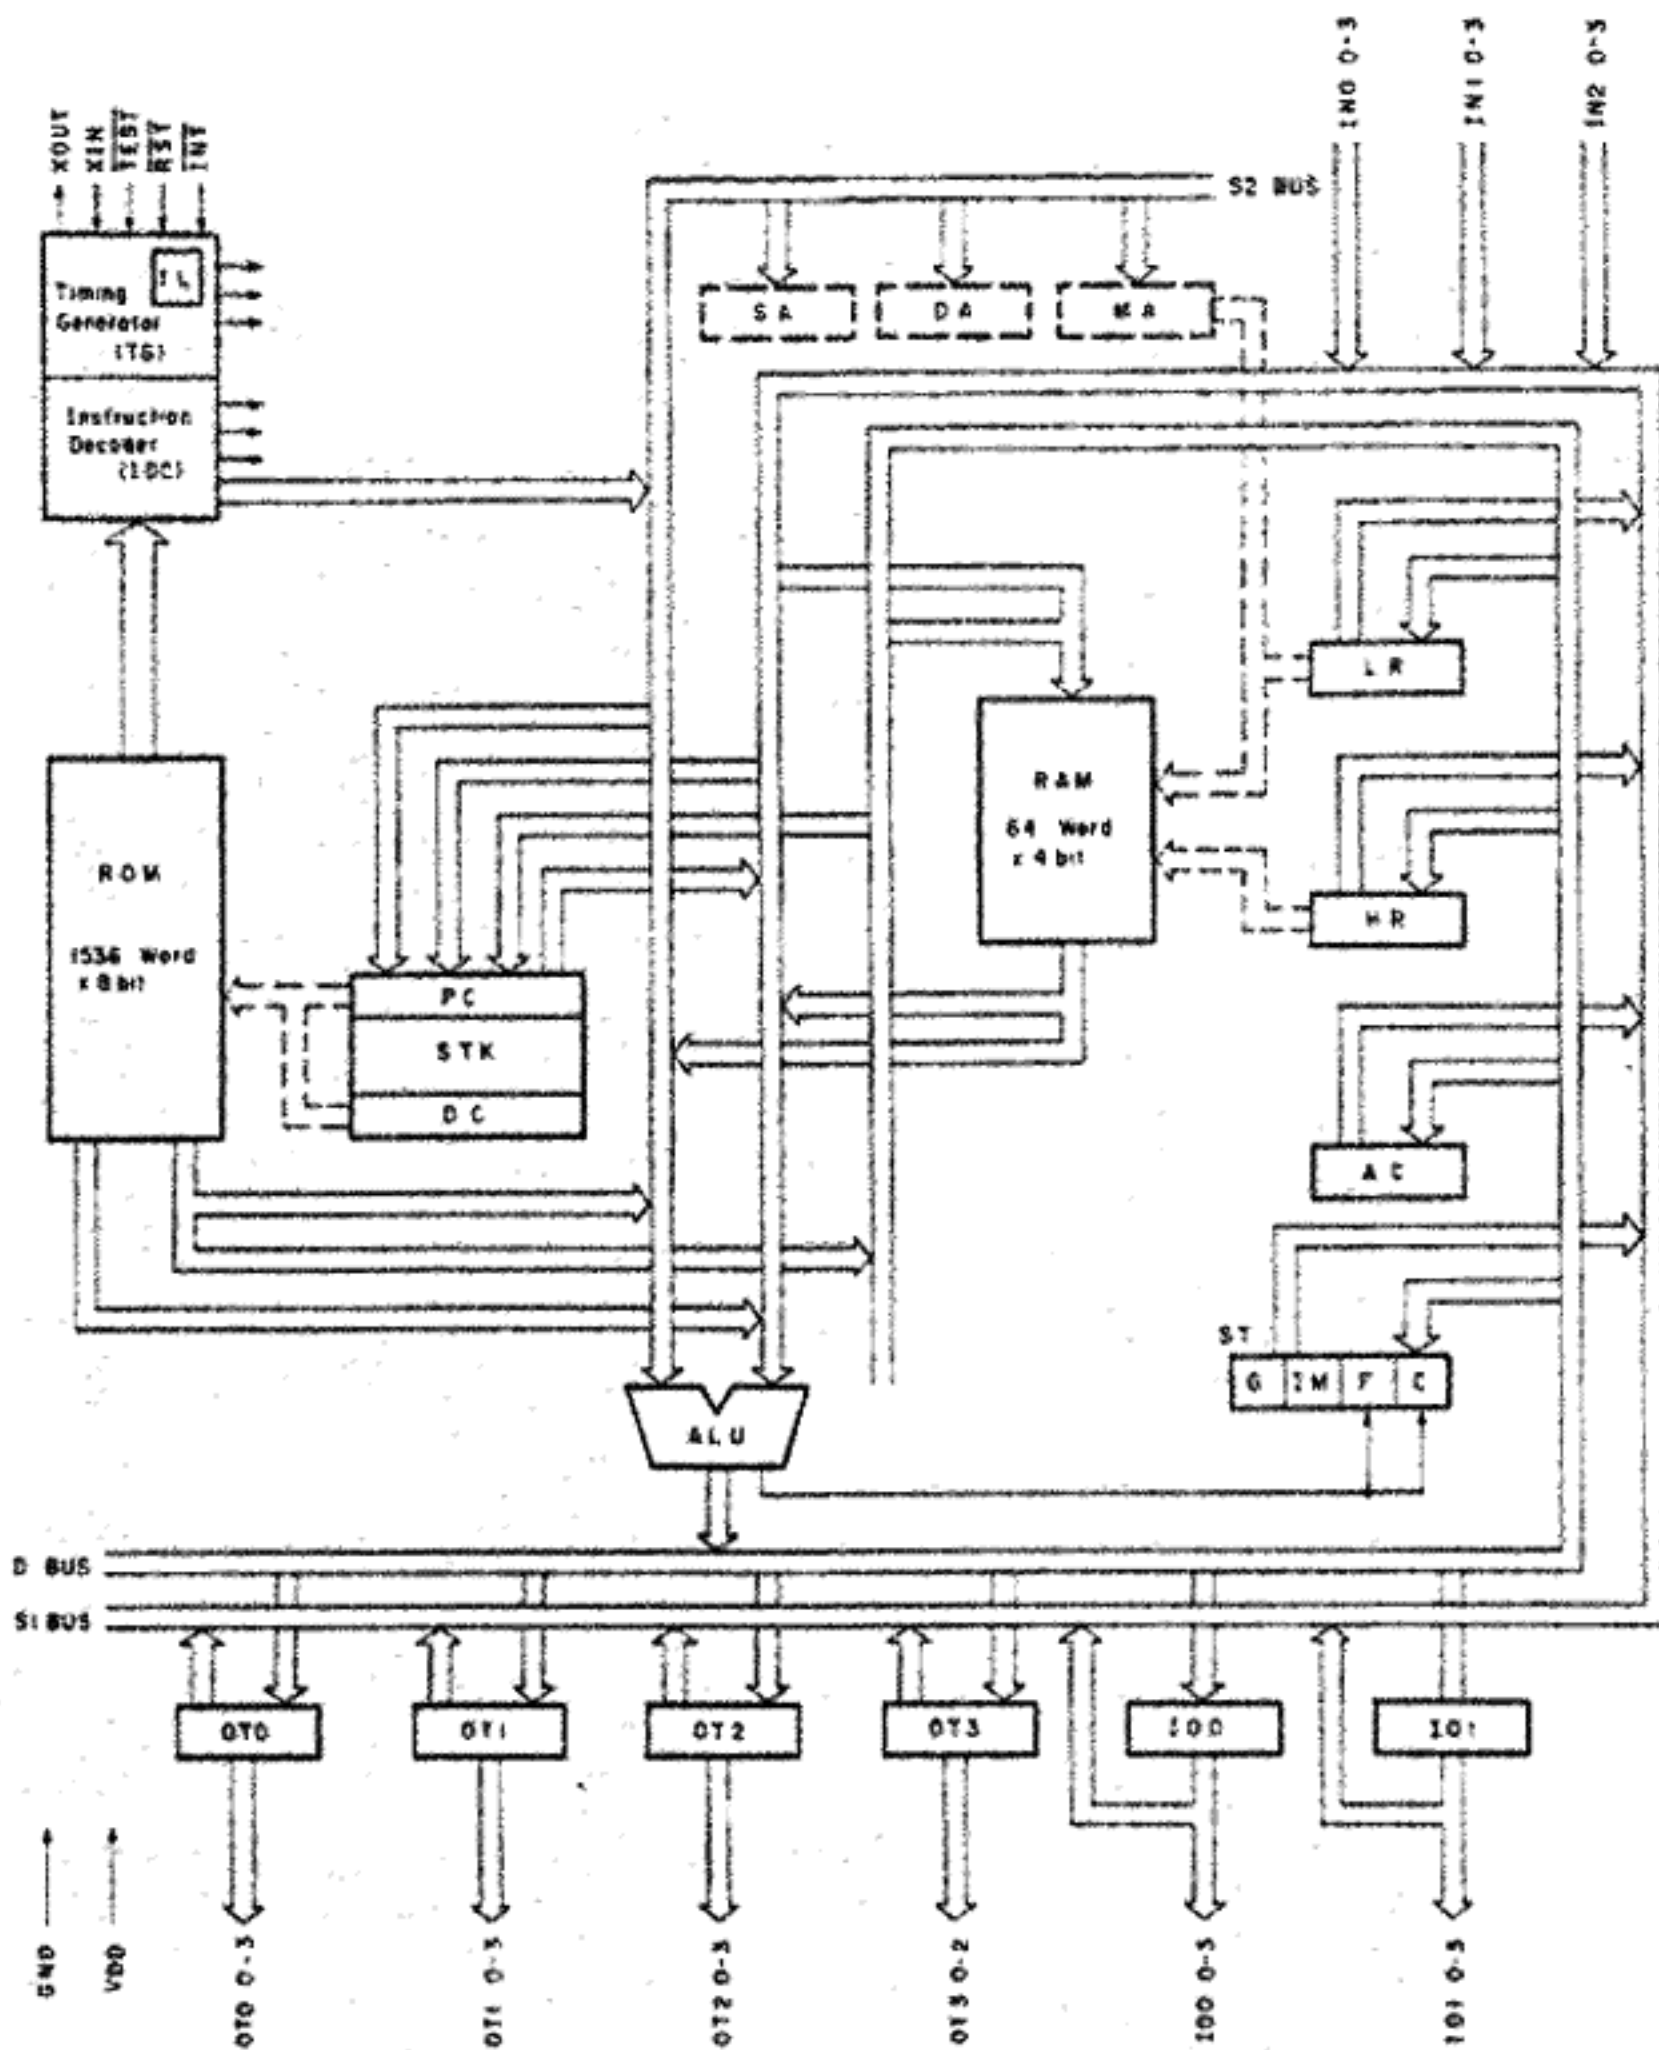 XOUT
XIN
TEST
RST
INT
IN0 0-3
IN1 0-3
IN2 0-3
S2 BUS
IL
Timing
Generator
(TG)
SA
DA
MA
Instruction
Decoder
(IDC)
LR
RAM
64 Word
x 4 bit
ROM
1536 Word
x 8 bit
HR
PC
STK
DC
AC
ST
G IM F C
ALU
D BUS
S1 BUS
OT0
OT1
OT2
OT3
IO0
IO1
GND
VDD
OT0 0-3
OT1 0-3
OT2 0-3
OT3 0-2
IO0 0-3
IO1 0-3